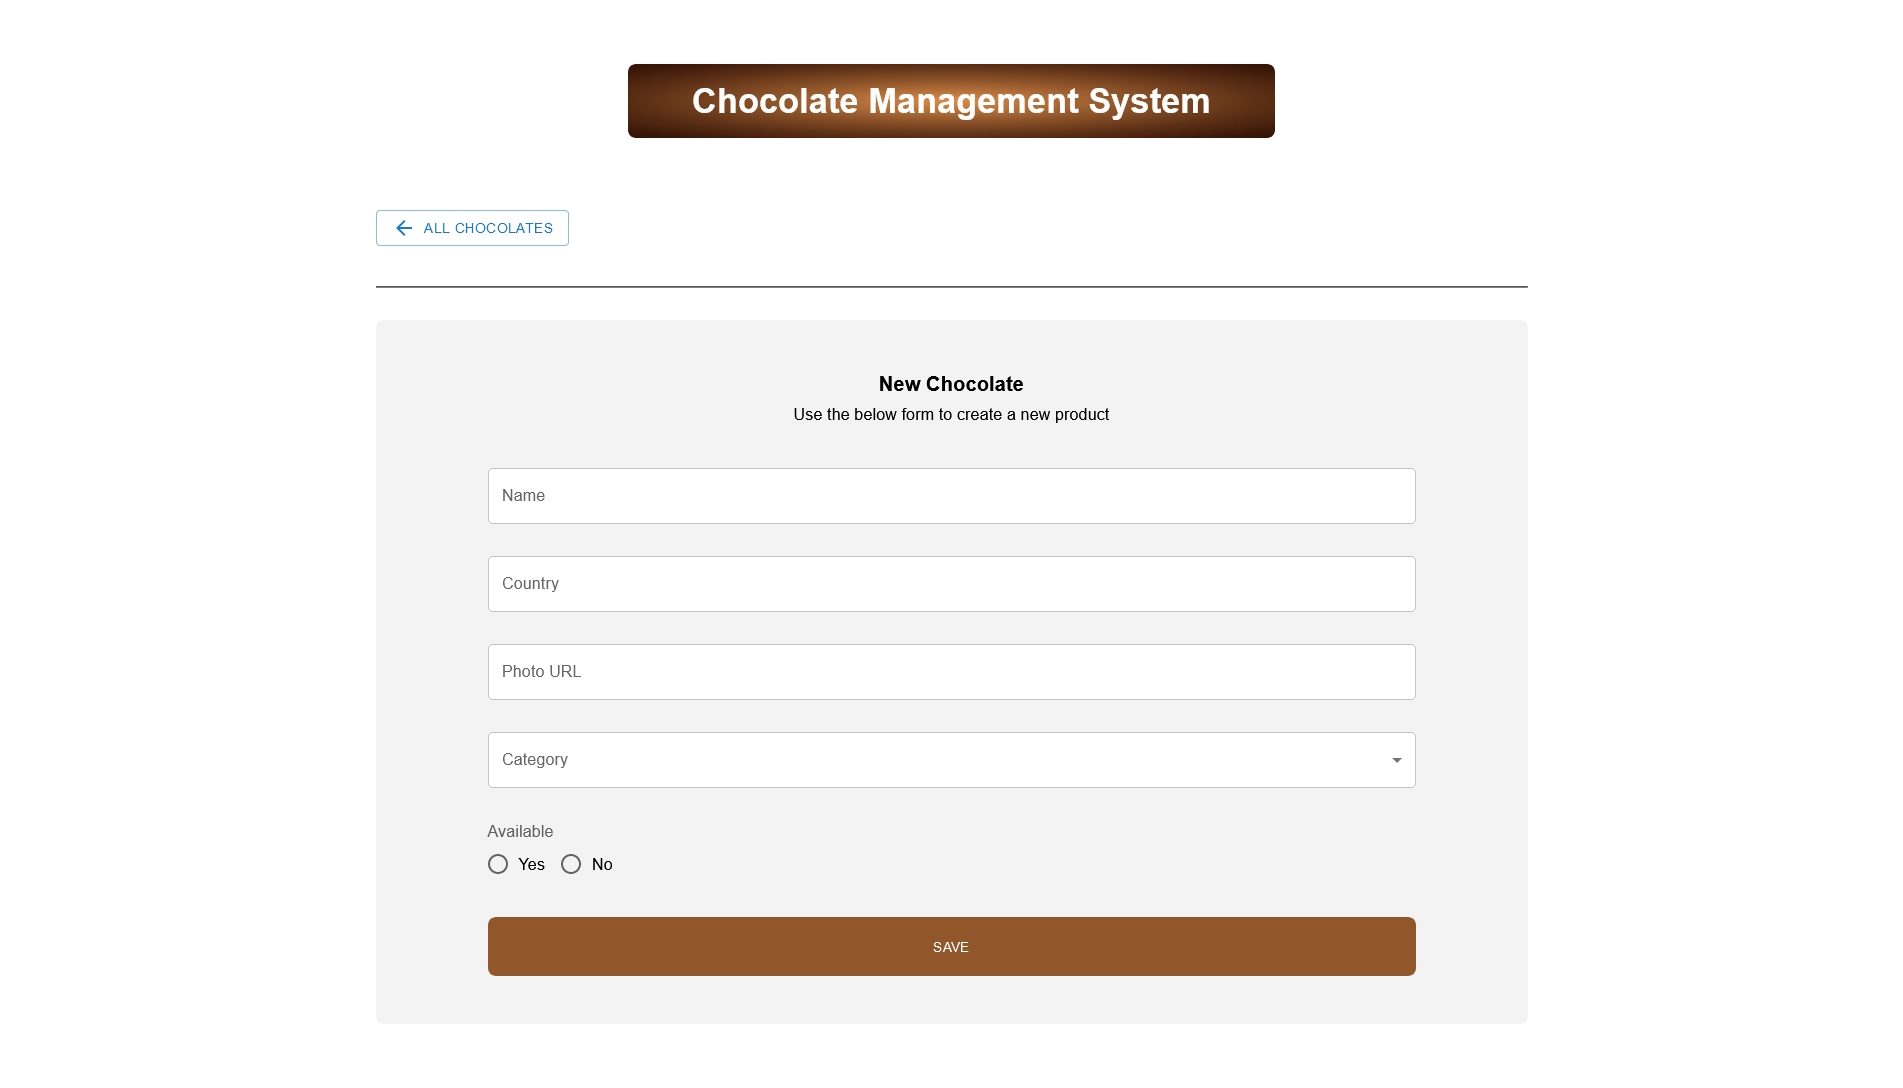 Chocolate Management System
ALL CHOCOLATES
New Chocolate
Use the below form to create a new product
Name
Country
Photo URL
Category
Available
Yes No
SAVE